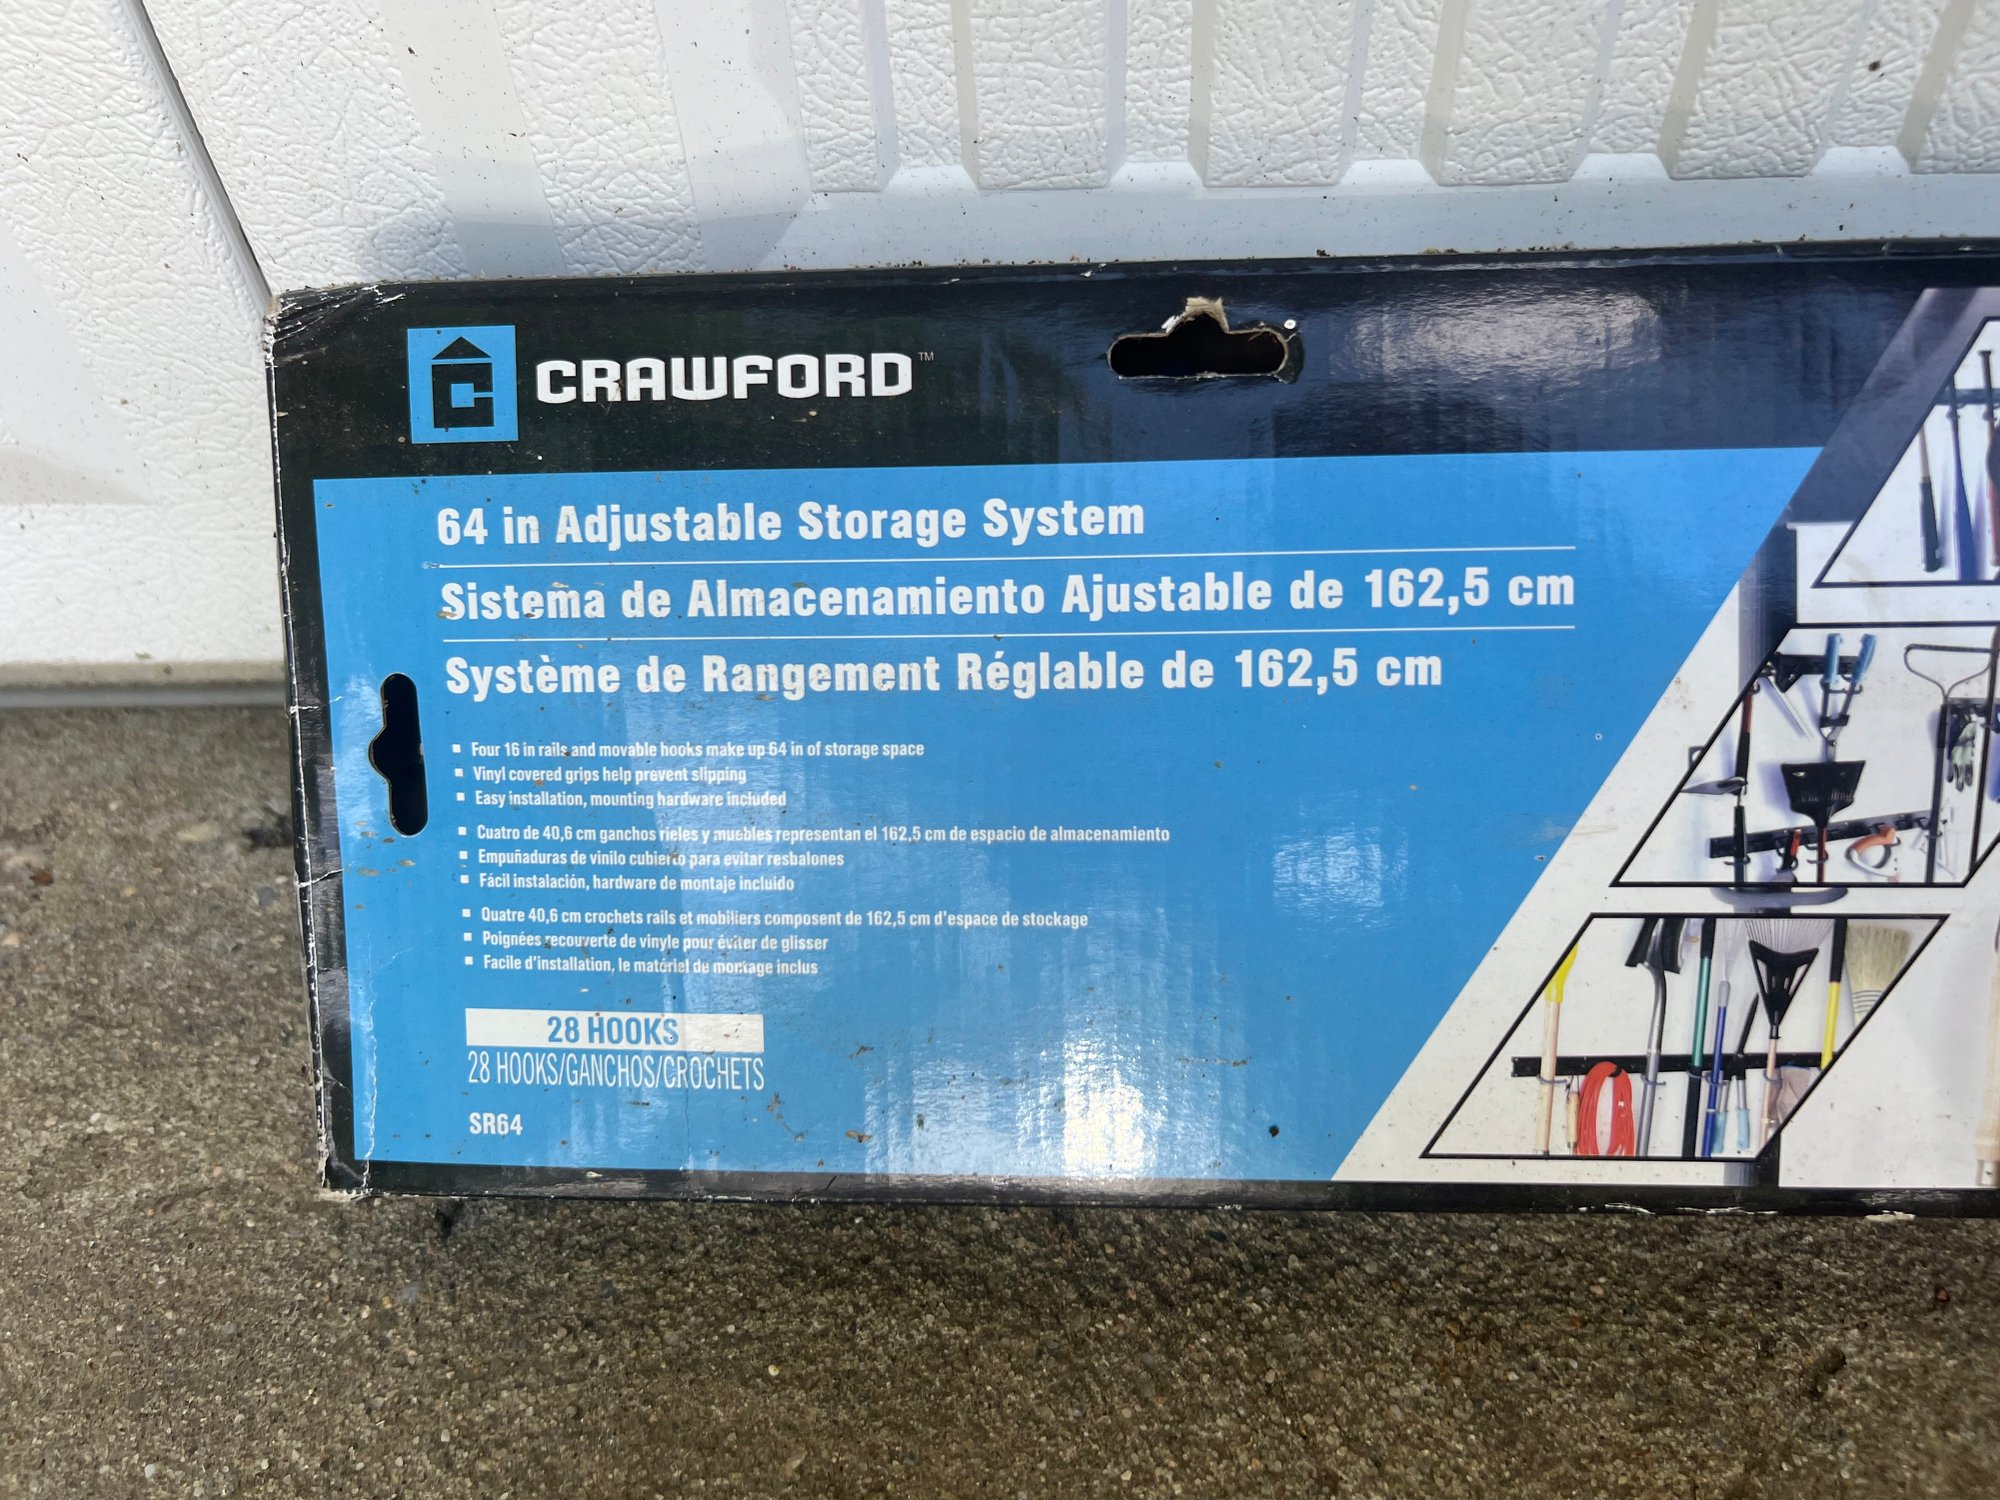 CRAWFORD™
64 in Adjustable Storage System
Sistema de Almacenamiento Ajustable de 162,5 cm
Système de Rangement Réglable de 162,5 cm
▪ Four 16 in rails and movable hooks make up 64 in of storage space
▪ Vinyl covered grips help prevent slipping
▪ Easy installation, mounting hardware included
▪ Cuatro de 40,6 cm ganchos rieles y muebles representan el 162,5 cm de espacio de almacenamiento
▪ Empuñaduras de vinilo cubierto para evitar resbalones
▪ Fácil instalación, hardware de montaje incluido
▪ Quatre 40,6 cm crochets rails et mobiliers composent de 162,5 cm d'espace de stockage
▪ Poignées recouverte de vinyle pour éviter de glisser
▪ Facile d'installation, le matériel de montage inclus
28 HOOKS
28 HOOKS/GANCHOS/CROCHETS
SR64